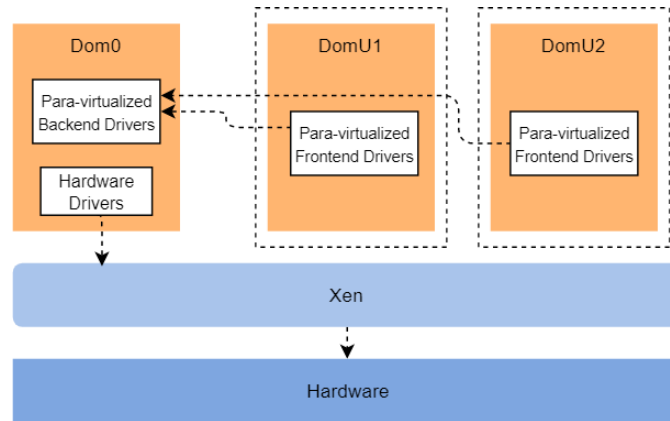 Dom0
DomU1
DomU2
Para-virtualized
Backend Drivers
Para-virtualized
Frontend Drivers
Para-virtualized
Frontend Drivers
Hardware
Drivers
Xen
Hardware